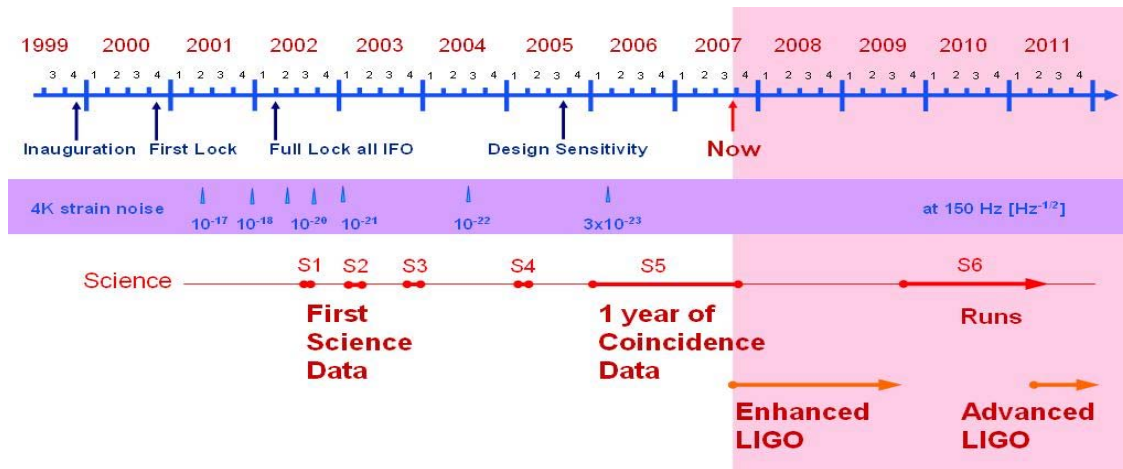 1999 2000 2001 2002 2003 2004 2005 2006 2007 2008 2009 2010 2011
3 4 1 2 3 4 1 2 3 4 1 2 3 4 1 2 3 4 1 2 3 4 1 2 3 4 1 2 3 4 1 2 3 4 1 2 3 4 1 2 3 4 1 2 3 4 1 2 3 4
Inauguration First Lock Full Lock all IFO Design Sensitivity Now
4K strain noise 10⁻¹⁷ 10⁻¹⁸ 10⁻²⁰ 10⁻²¹ 10⁻²² 3x10⁻²³ at 150 Hz [Hz⁻¹/²]
Science S1 S2 S3 S4 S5 S6
First
Science
Data
1 year of
Coincidence
Data
Runs
Enhanced
LIGO
Advanced
LIGO